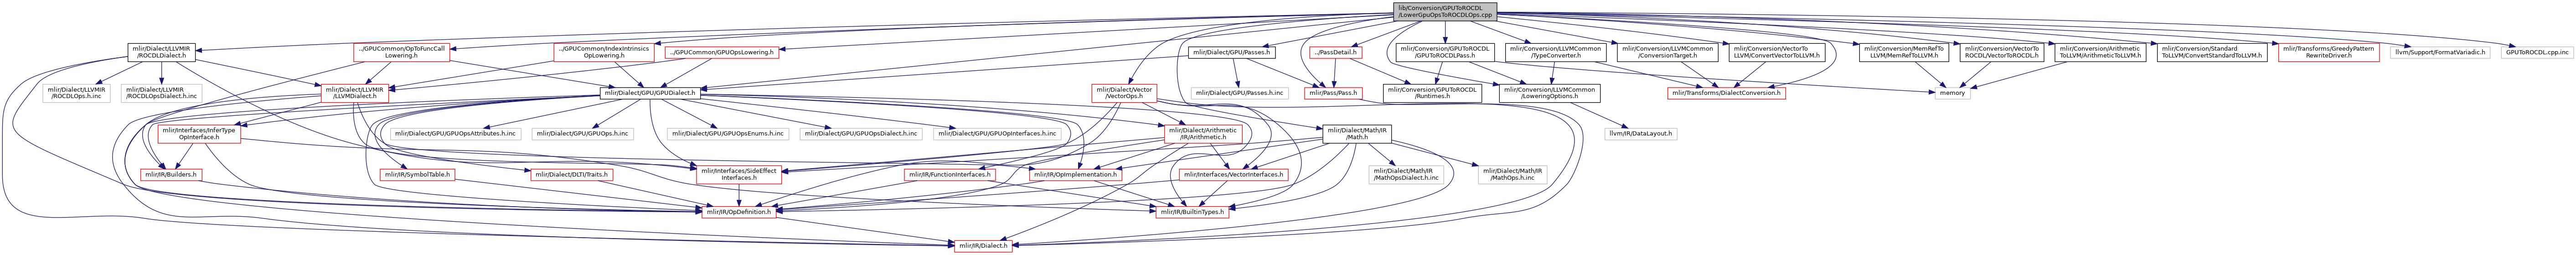 lib/Conversion/GPUToROCDL
/LowerGpuOpsToROCDLOps.cpp
mlir/Dialect/LLVMIR
/ROCDLDialect.h
../GPUCommon/OpToFuncCall
Lowering.h
../GPUCommon/IndexIntrinsics
OpLowering.h
../GPUCommon/GPUOpsLowering.h
mlir/Dialect/GPU/Passes.h
../PassDetail.h
mlir/Conversion/GPUToROCDL
/GPUToROCDLPass.h
mlir/Conversion/LLVMCommon
/TypeConverter.h
mlir/Conversion/LLVMCommon
/ConversionTarget.h
mlir/Conversion/VectorTo
LLVM/ConvertVectorToLLVM.h
mlir/Conversion/MemRefTo
LLVM/MemRefToLLVM.h
mlir/Conversion/VectorTo
ROCDL/VectorToROCDL.h
mlir/Conversion/Arithmetic
ToLLVM/ArithmeticToLLVM.h
mlir/Conversion/Standard
ToLLVM/ConvertStandardToLLVM.h
mlir/Transforms/GreedyPattern
RewriteDriver.h
llvm/Support/FormatVariadic.h
GPUToROCDL.cpp.inc
mlir/Dialect/LLVMIR
/ROCDLOps.h.inc
mlir/Dialect/LLVMIR
/ROCDLOpsDialect.h.inc
mlir/Dialect/LLVMIR
/LLVMDialect.h
mlir/Dialect/GPU/GPUDialect.h
mlir/Dialect/Vector
/VectorOps.h
mlir/Dialect/GPU/Passes.h.inc
mlir/Pass/Pass.h
mlir/Conversion/GPUToROCDL
/Runtimes.h
mlir/Conversion/LLVMCommon
/LoweringOptions.h
mlir/Transforms/DialectConversion.h
memory
mlir/Interfaces/InferType
OpInterface.h
mlir/Dialect/GPU/GPUOpsAttributes.h.inc
mlir/Dialect/GPU/GPUOps.h.inc
mlir/Dialect/GPU/GPUOpsEnums.h.inc
mlir/Dialect/GPU/GPUOpsDialect.h.inc
mlir/Dialect/GPU/GPUOpInterfaces.h.inc
mlir/Dialect/Arithmetic
/IR/Arithmetic.h
mlir/Dialect/Math/IR
/Math.h
llvm/IR/DataLayout.h
mlir/IR/Builders.h
mlir/IR/SymbolTable.h
mlir/Dialect/DLTI/Traits.h
mlir/Interfaces/SideEffect
Interfaces.h
mlir/IR/FunctionInterfaces.h
mlir/IR/OpImplementation.h
mlir/Interfaces/VectorInterfaces.h
mlir/Dialect/Math/IR
/MathOpsDialect.h.inc
mlir/Dialect/Math/IR
/MathOps.h.inc
mlir/IR/OpDefinition.h
mlir/IR/BuiltinTypes.h
mlir/IR/Dialect.h